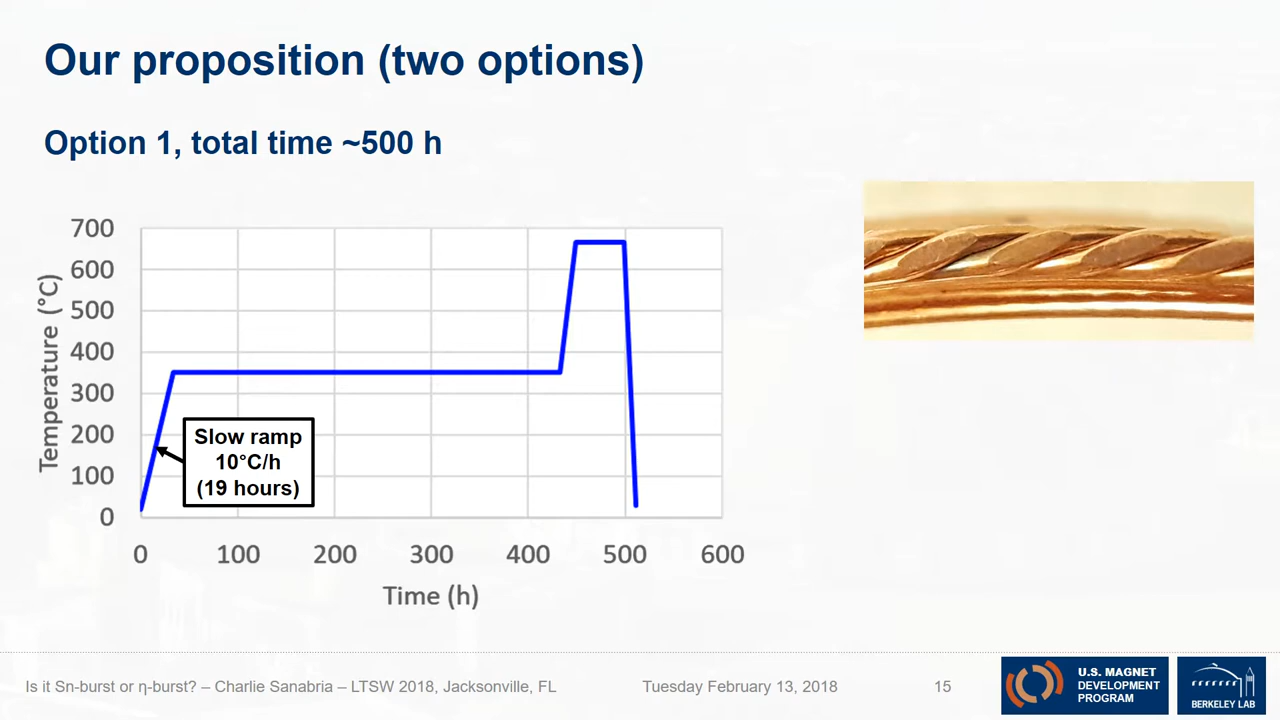 Our proposition (two options)
Option 1, total time ~500 h
Temperature (°C)
700
600
500
400
300
200
100
0
Slow ramp
10°C/h
(19 hours)
0 100 200 300 400 500 600
Time (h)
Is it Sn-burst or η-burst? – Charlie Sanabria – LTSW 2018, Jacksonville, FL Tuesday February 13, 2018 15
U.S. MAGNET
DEVELOPMENT
PROGRAM
BERKELEY LAB